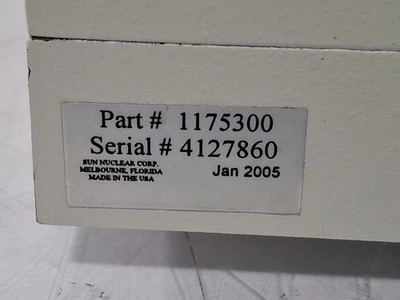 Part # 1175300
Serial # 4127860
SUN NUCLEAR CORP.
MELBOURNE, FLORIDA
MADE IN THE USA
Jan 2005